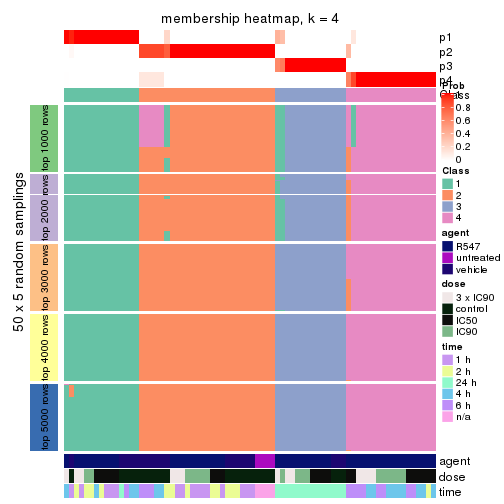 membership heatmap, k = 4
p1
p2
p3
p4
Class
Prob
0.8
0.6
0.4
0.2
0
Class
1
2
3
4
agent
R547
untreated
vehicle
dose
3 x IC90
control
IC50
IC90
time
1 h
2 h
24 h
4 h
6 h
n/a
50 x 5 random samplings
top 1000 rows
top 2000 rows
top 3000 rows
top 4000 rows
top 5000 rows
agent
dose
time